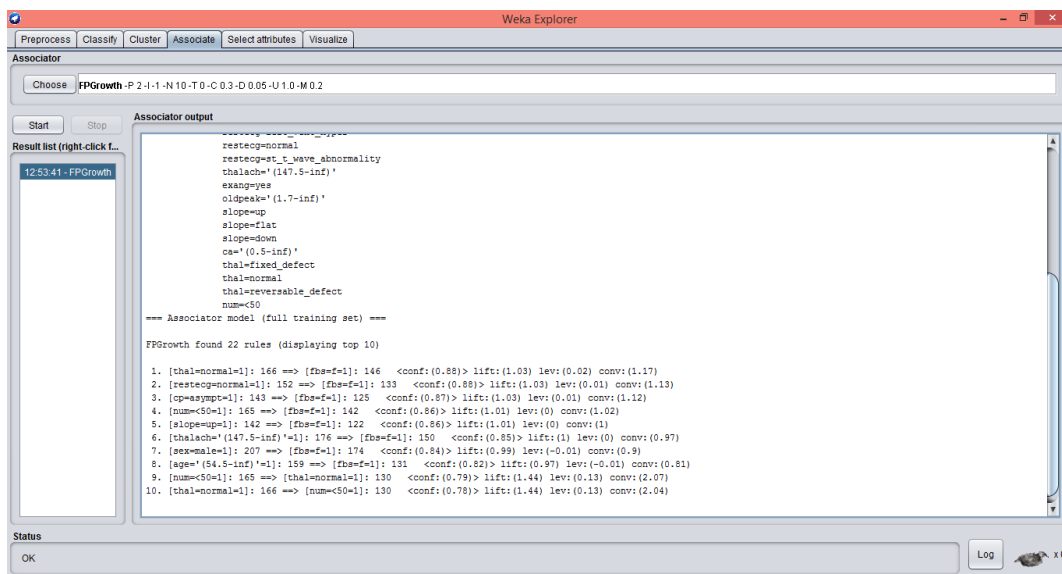 Weka Explorer
Preprocess Classify Cluster Associate Select attributes Visualize
Associator
Choose FPGrowth -P 2 -I -1 -N 10 -T 0 -C 0.3 -D 0.05 -U 1.0 -M 0.2
Start Stop
Result list (right-click f...
12:53:41 - FPGrowth
Associator output
restecg=normal
restecg=st_t_wave_abnormality
thalach='(147.5-inf)'
exang=yes
oldpeak='(1.7-inf)'
slope=up
slope=flat
slope=down
ca='(0.5-inf)'
thal=fixed_defect
thal=normal
thal=reversable_defect
num=<50
=== Associator model (full training set) ===
FPGrowth found 22 rules (displaying top 10)
1. [thal=normal=1]: 166 ==> [fbs=f=1]: 146 <conf:(0.88)> lift:(1.03) lev:(0.02) conv:(1.17)
2. [restecg=normal=1]: 152 ==> [fbs=f=1]: 133 <conf:(0.88)> lift:(1.03) lev:(0.01) conv:(1.13)
3. [cp=asympt=1]: 143 ==> [fbs=f=1]: 125 <conf:(0.87)> lift:(1.03) lev:(0.01) conv:(1.12)
4. [num=<50=1]: 165 ==> [fbs=f=1]: 142 <conf:(0.86)> lift:(1.01) lev:(0) conv:(1.02)
5. [slope=up=1]: 142 ==> [fbs=f=1]: 122 <conf:(0.86)> lift:(1.01) lev:(0) conv:(1)
6. [thalach='(147.5-inf)'=1]: 176 ==> [fbs=f=1]: 150 <conf:(0.85)> lift:(1) lev:(0) conv:(0.97)
7. [sex=male=1]: 207 ==> [fbs=f=1]: 174 <conf:(0.84)> lift:(0.99) lev:(-0.01) conv:(0.9)
8. [age='(54.5-inf)'=1]: 159 ==> [fbs=f=1]: 131 <conf:(0.82)> lift:(0.97) lev:(-0.01) conv:(0.81)
9. [num=<50=1]: 165 ==> [thal=normal=1]: 130 <conf:(0.79)> lift:(1.44) lev:(0.13) conv:(2.07)
10. [thal=normal=1]: 166 ==> [num=<50=1]: 130 <conf:(0.78)> lift:(1.44) lev:(0.13) conv:(2.04)
Status
OK
Log